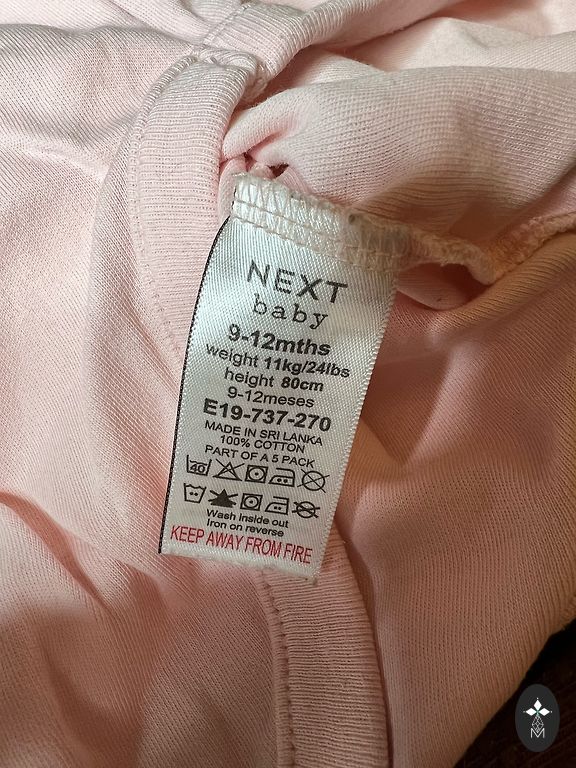 NEXT
baby
9-12mths
weight 11kg/24lbs
height 80cm
9-12meses
E19-737-270
MADE IN SRI LANKA
100% COTTON
PART OF A 5 PACK
40
Wash inside out
Iron on reverse
KEEP AWAY FROM FIRE
M